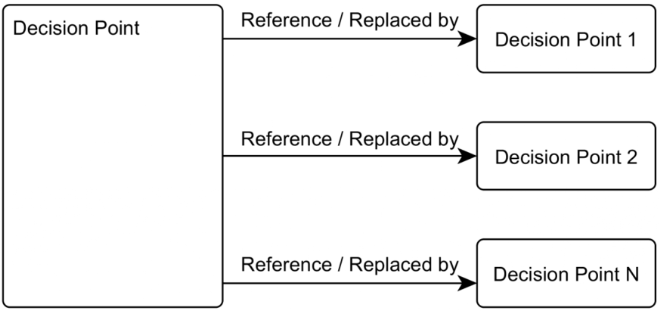 Decision Point
Reference / Replaced by
Decision Point 1
Reference / Replaced by
Decision Point 2
Reference / Replaced by
Decision Point N